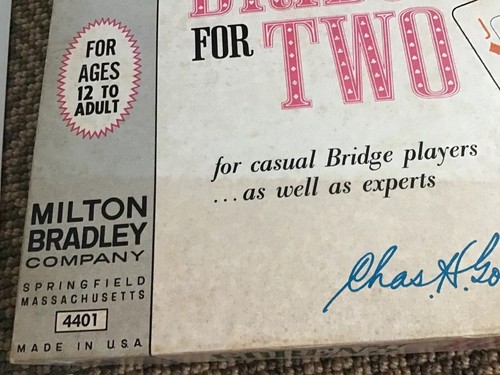 FOR
AGES
12 TO
ADULT
FOR TWO
for casual Bridge players
...as well as experts
MILTON
BRADLEY
COMPANY
SPRINGFIELD
MASSACHUSETTS
4401
MADE IN U.S.A
Chas. H.